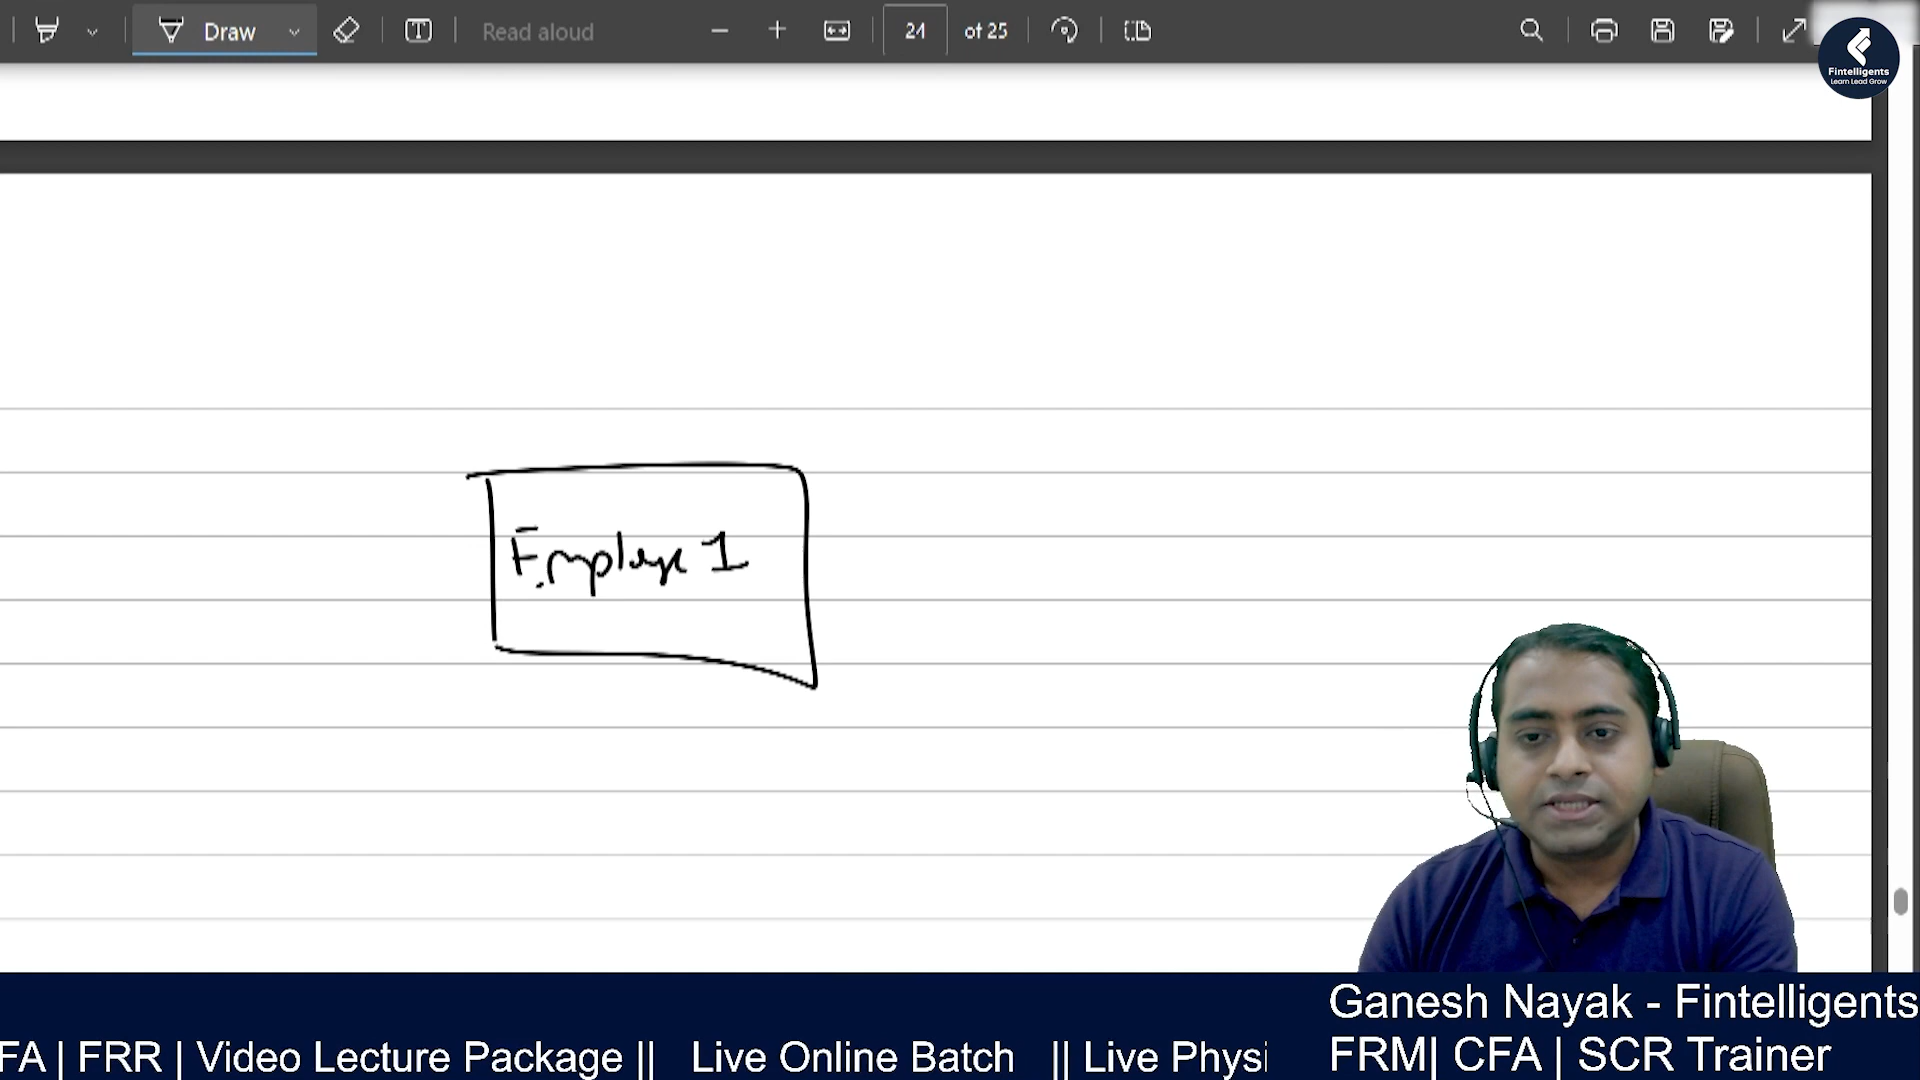 Draw
Read aloud
24 of 25
Fintelligents
Learn Lead Grow
Employee 1
Ganesh Nayak - Fintelligents
FA | FRR | Video Lecture Package || Live Online Batch || Live Physi
FRM| CFA | SCR Trainer